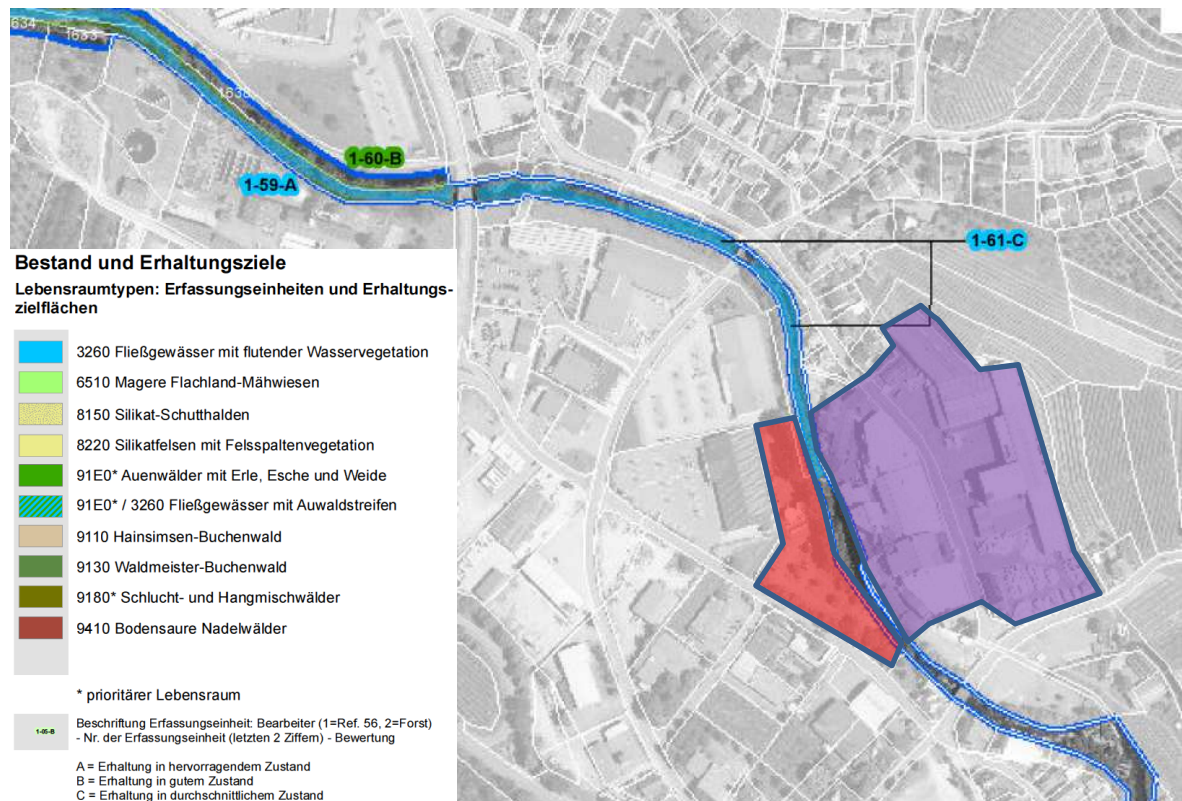 1634
1633
1-60-B
1-59-A
1-61-C
Bestand und Erhaltungsziele
Lebensraumtypen: Erfassungseinheiten und Erhaltungs-
zielflächen
3260 Fließgewässer mit flutender Wasservegetation
6510 Magere Flachland-Mähwiesen
8150 Silikat-Schutthalden
8220 Silikatfelsen mit Felsspaltenvegetation
91E0* Auenwälder mit Erle, Esche und Weide
91E0* / 3260 Fließgewässer mit Auwaldstreifen
9110 Hainsimsen-Buchenwald
9130 Waldmeister-Buchenwald
9180* Schlucht- und Hangmischwälder
9410 Bodensaure Nadelwälder
* prioritärer Lebensraum
1-05-B
Beschriftung Erfassungseinheit: Bearbeiter (1=Ref. 56, 2=Forst)
- Nr. der Erfassungseinheit (letzten 2 Ziffern) - Bewertung
A = Erhaltung in hervorragendem Zustand
B = Erhaltung in gutem Zustand
C = Erhaltung in durchschnittlichem Zustand